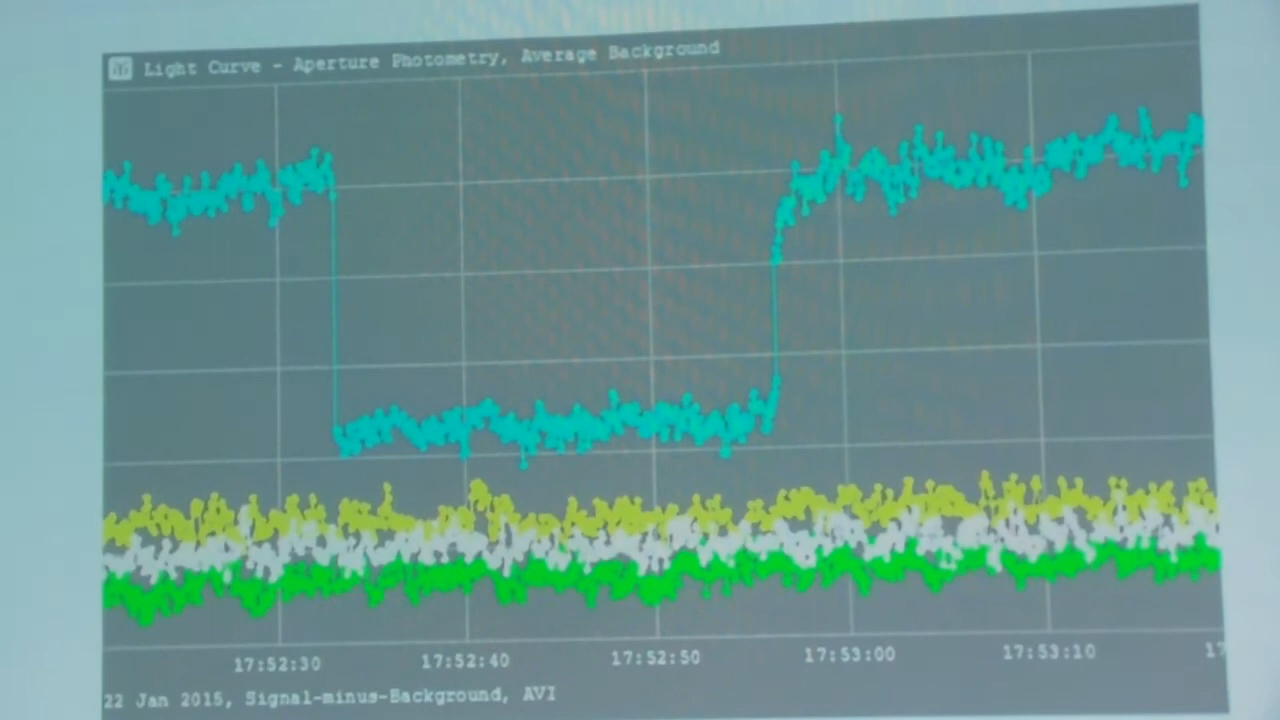 Light Curve - Aperture Photometry, Average Background
17:52:30 17:52:40 17:52:50 17:53:00 17:53:10 17
22 Jan 2015, Signal-minus-Background, AVI